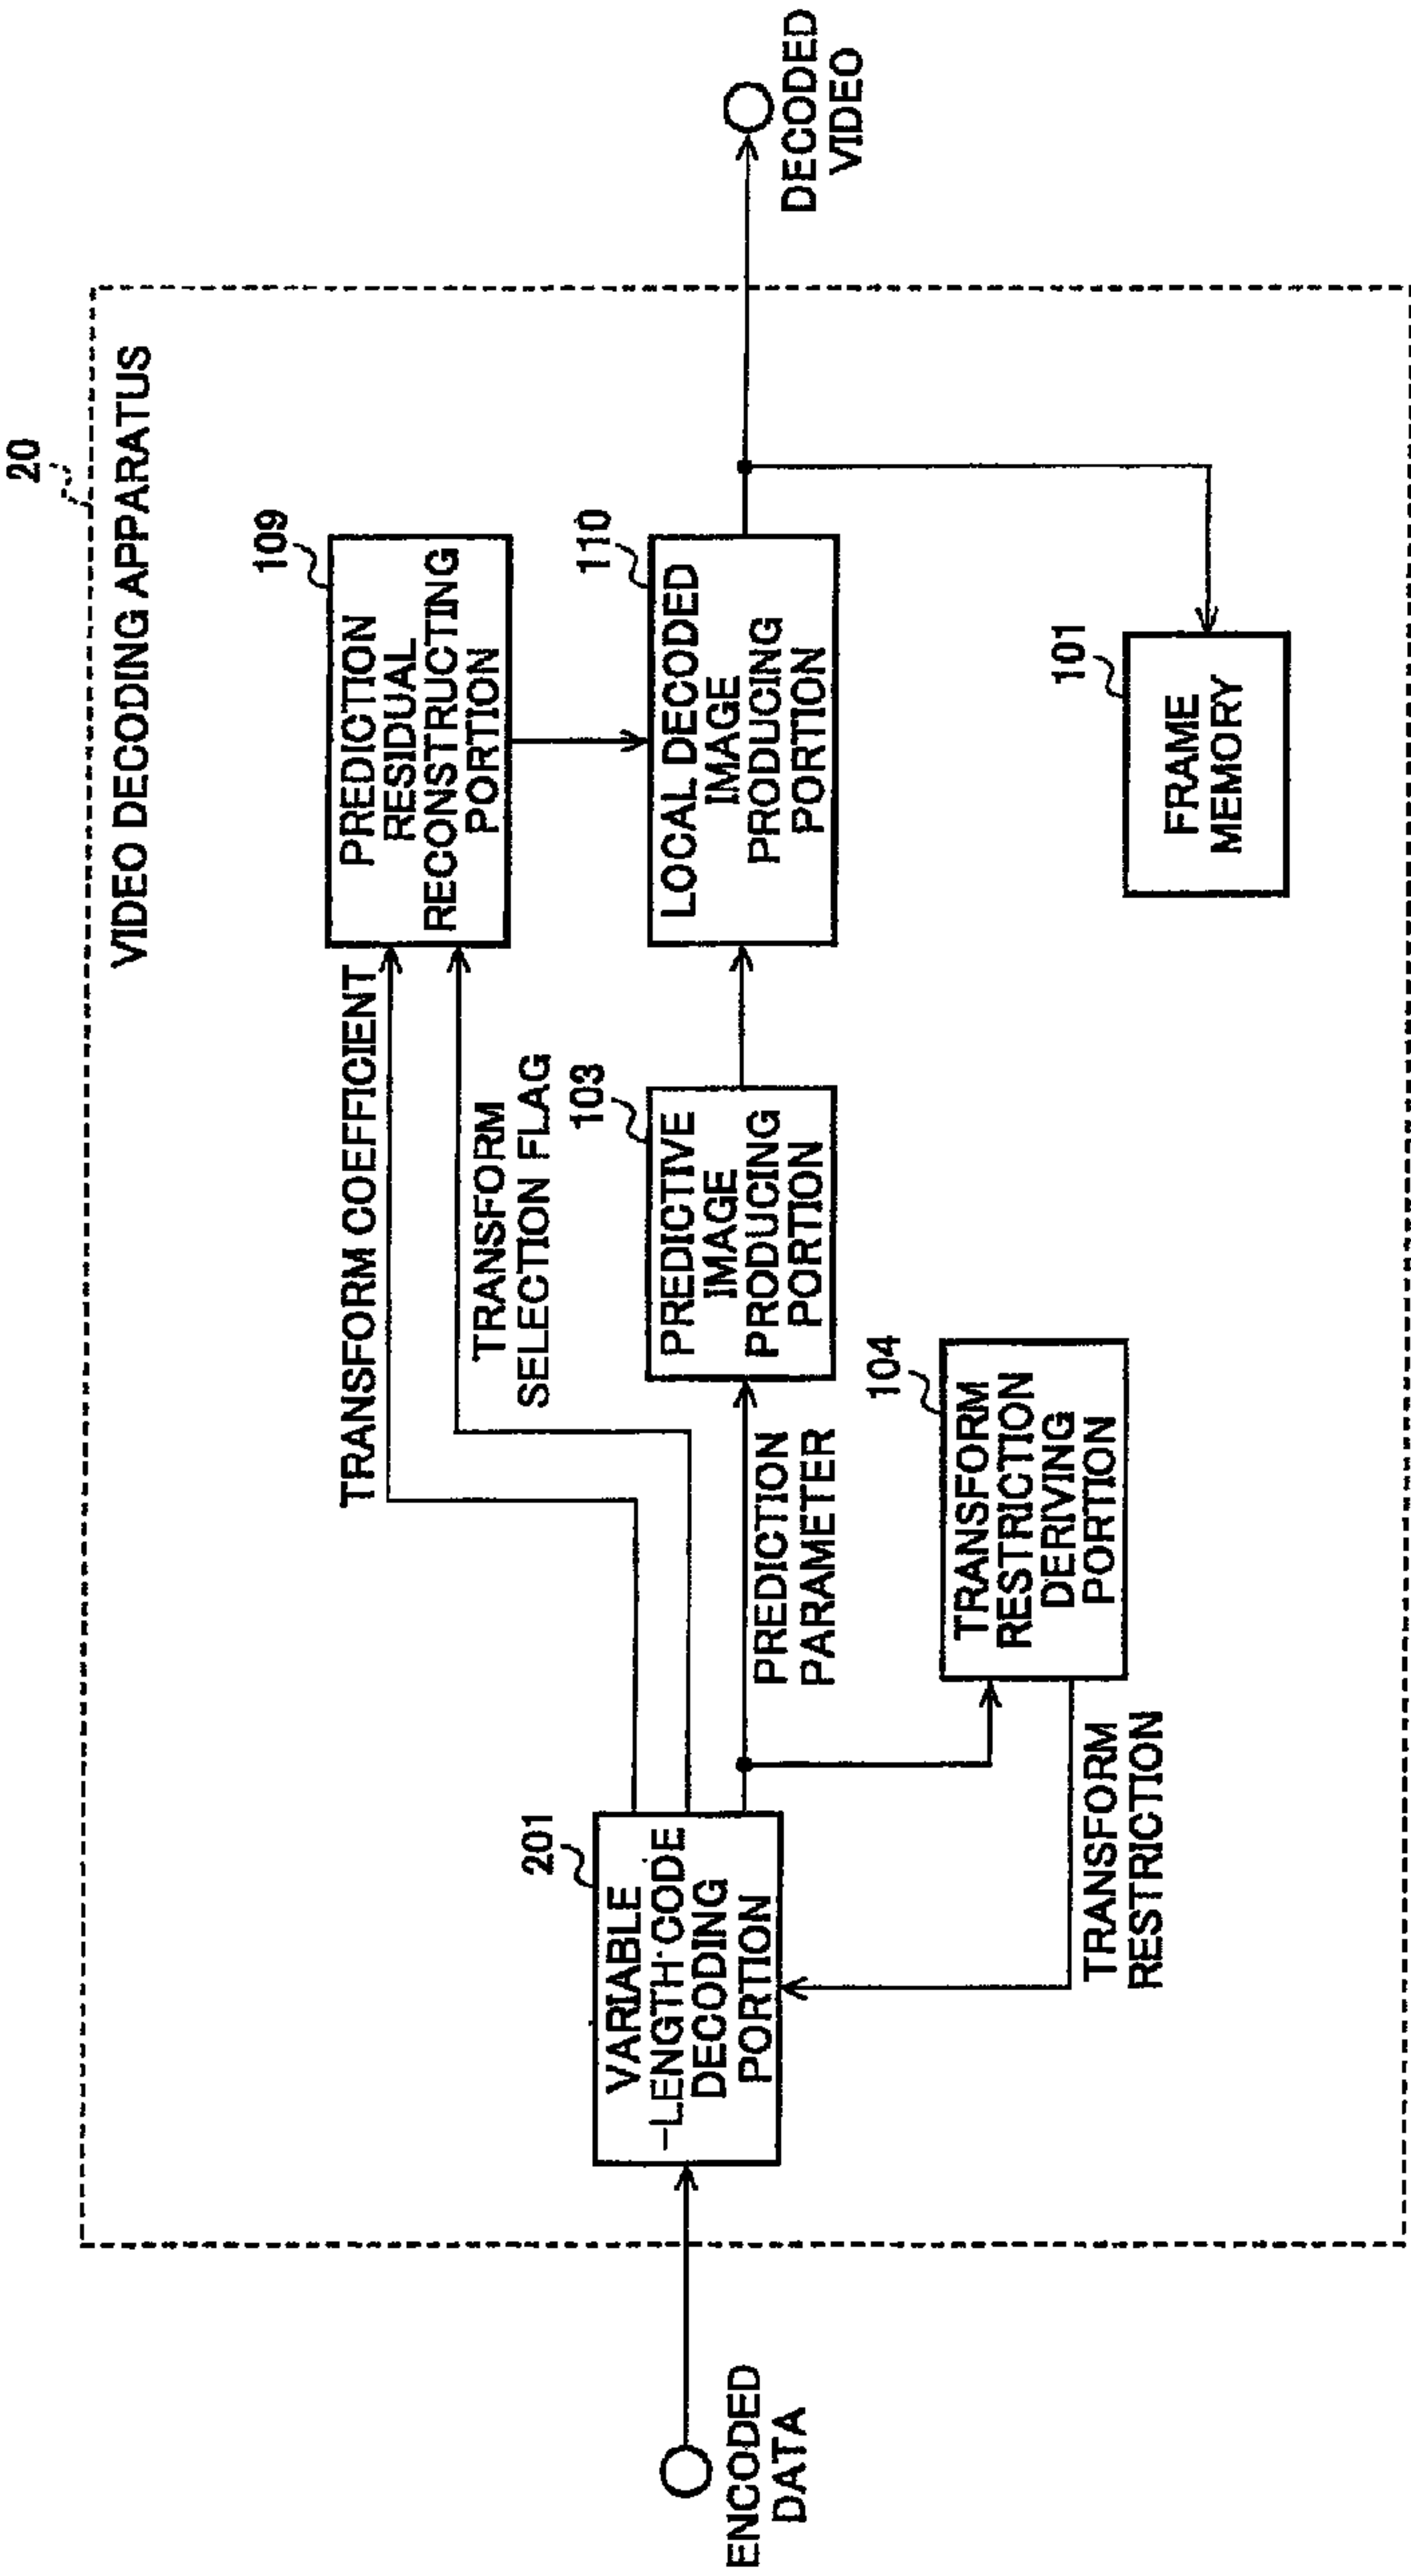 20
VIDEO DECODING APPARATUS
109
PREDICTION
RESIDUAL
RECONSTRUCTING
PORTION
TRANSFORM COEFFICIENT
TRANSFORM
SELECTION FLAG
201
VARIABLE
-LENGTH CODE
DECODING
PORTION
ENCODED
DATA
PREDICTION
PARAMETER
103
PREDICTIVE
IMAGE
PRODUCING
PORTION
110
LOCAL DECODED
IMAGE
PRODUCING
PORTION
DECODED
VIDEO
104
TRANSFORM
RESTRICTION
DERIVING
PORTION
TRANSFORM
RESTRICTION
101
FRAME
MEMORY